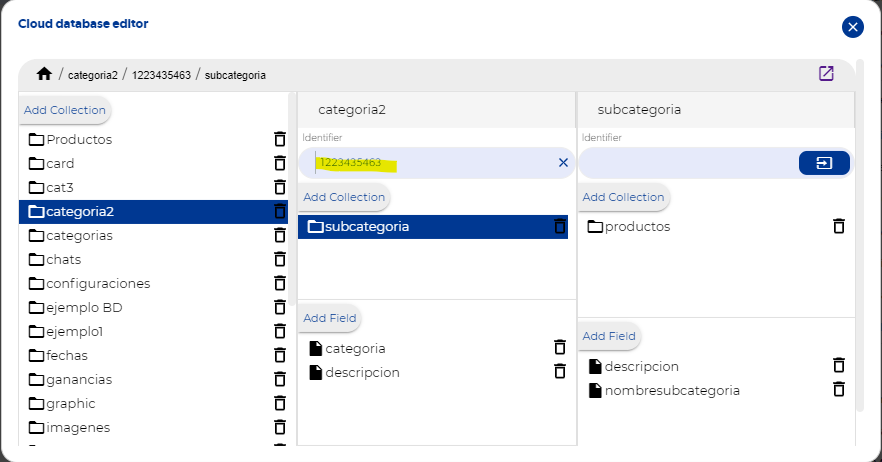 Cloud database editor
/ categoria2 / 1223435463 / subcategoria
Add Collection
Productos
card
cat3
categoria2
categorias
chats
configuraciones
ejemplo BD
ejemplo1
fechas
ganancias
graphic
imagenes
categoria2
Identifier
1223435463
Add Collection
subcategoria
Add Field
categoria
descripcion
subcategoria
Identifier
Add Collection
productos
Add Field
descripcion
nombresubcategoria